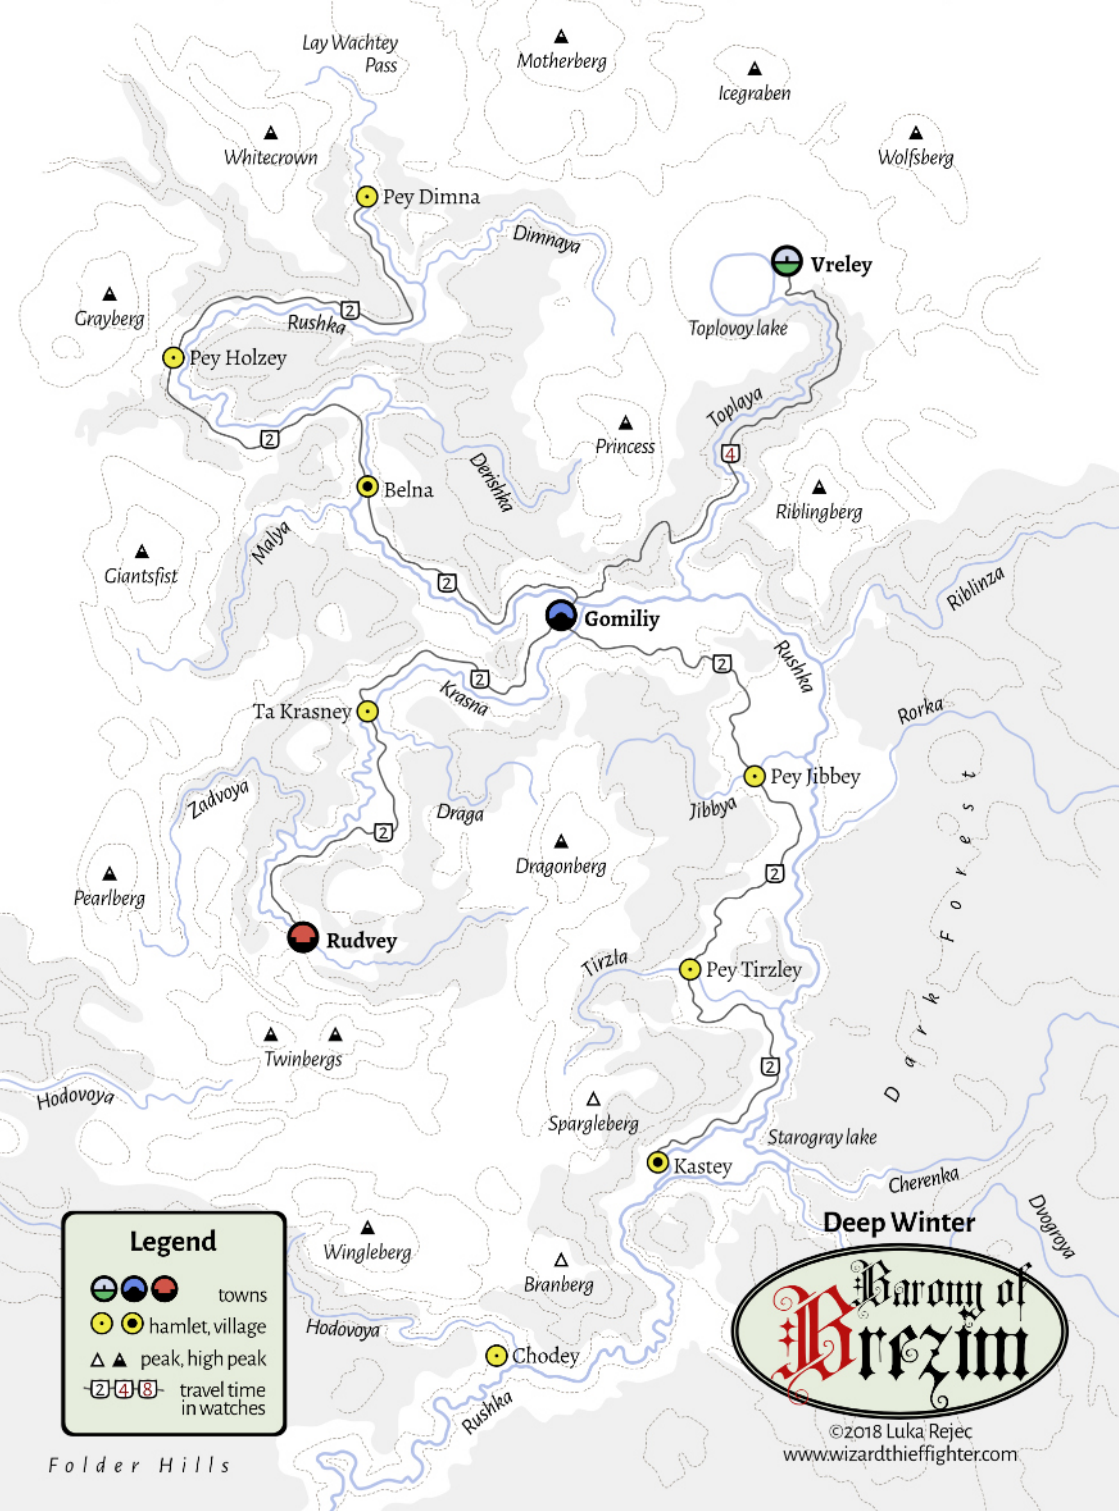 Lay Wachtey
Pass
Motherberg
Icegraben
Whitecrown
Wolfsberg
Pey Dimna
Dimnaya
Vreley
Grayberg
2
Rushka
Toplovoy lake
Pey Holzey
Toplaya
2
Princess
4
Derishka
Belna
Riblingberg
Malya
Giantsfist
2
Riblinza
Gomiliy
Rushka
2
Krasna
2
Ta Krasney
Rorka
Pey Jibbey
Zadvoya
Jibbya
Draga
2
Dragonberg
2
Pearlberg
Dark Forest
Rudvey
Tirzla
Pey Tirzley
Twinbergs
2
Hodovoya
Spargleberg
Starogray lake
Kastey
Cherenka
Dvogroya
Deep Winter
Barony of
Brezim
Legend
towns
hamlet, village
peak, high peak
2 4 8 travel time
in watches
Wingleberg
Branberg
Hodovoya
Chodey
Rushka
©2018 Luka Rejec
www.wizardthieffighter.com
Folder Hills